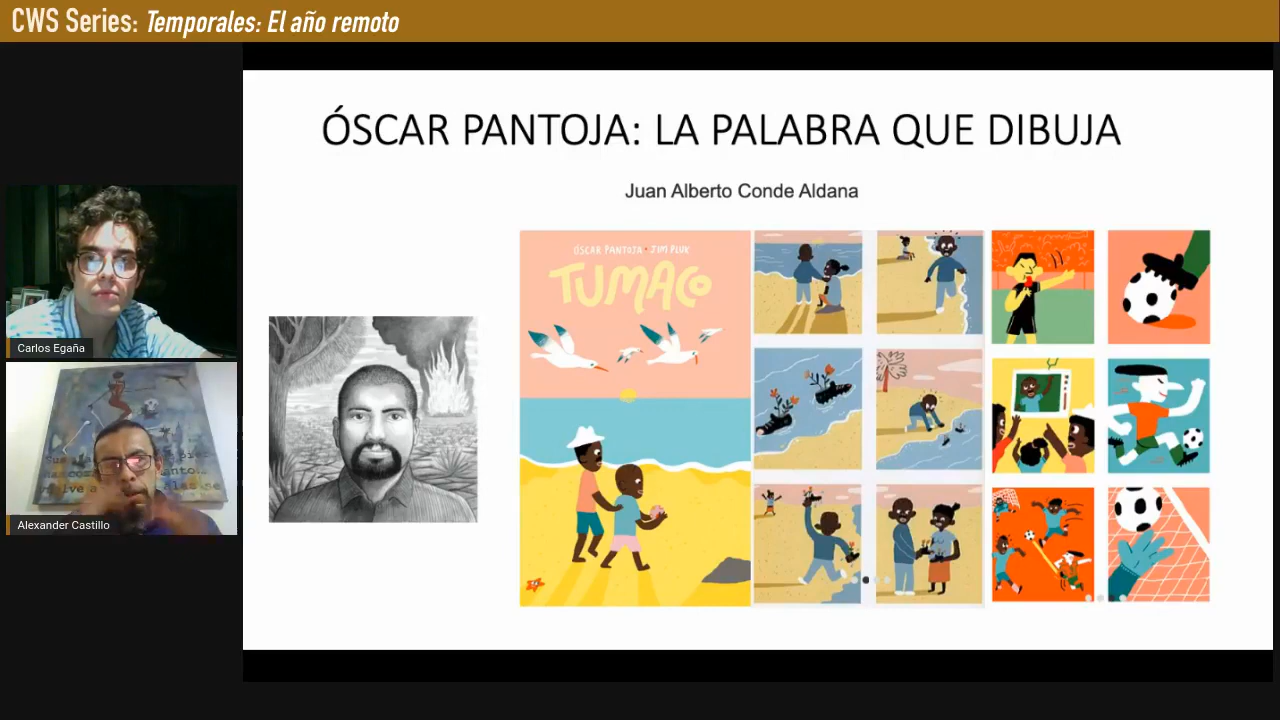 CWS Series: Temporales: El año remoto
ÓSCAR PANTOJA: LA PALABRA QUE DIBUJA
Juan Alberto Conde Aldana
ÓSCAR PANTOJA • JIM PLUK
TUMACO
Carlos Egaña
Alexander Castillo